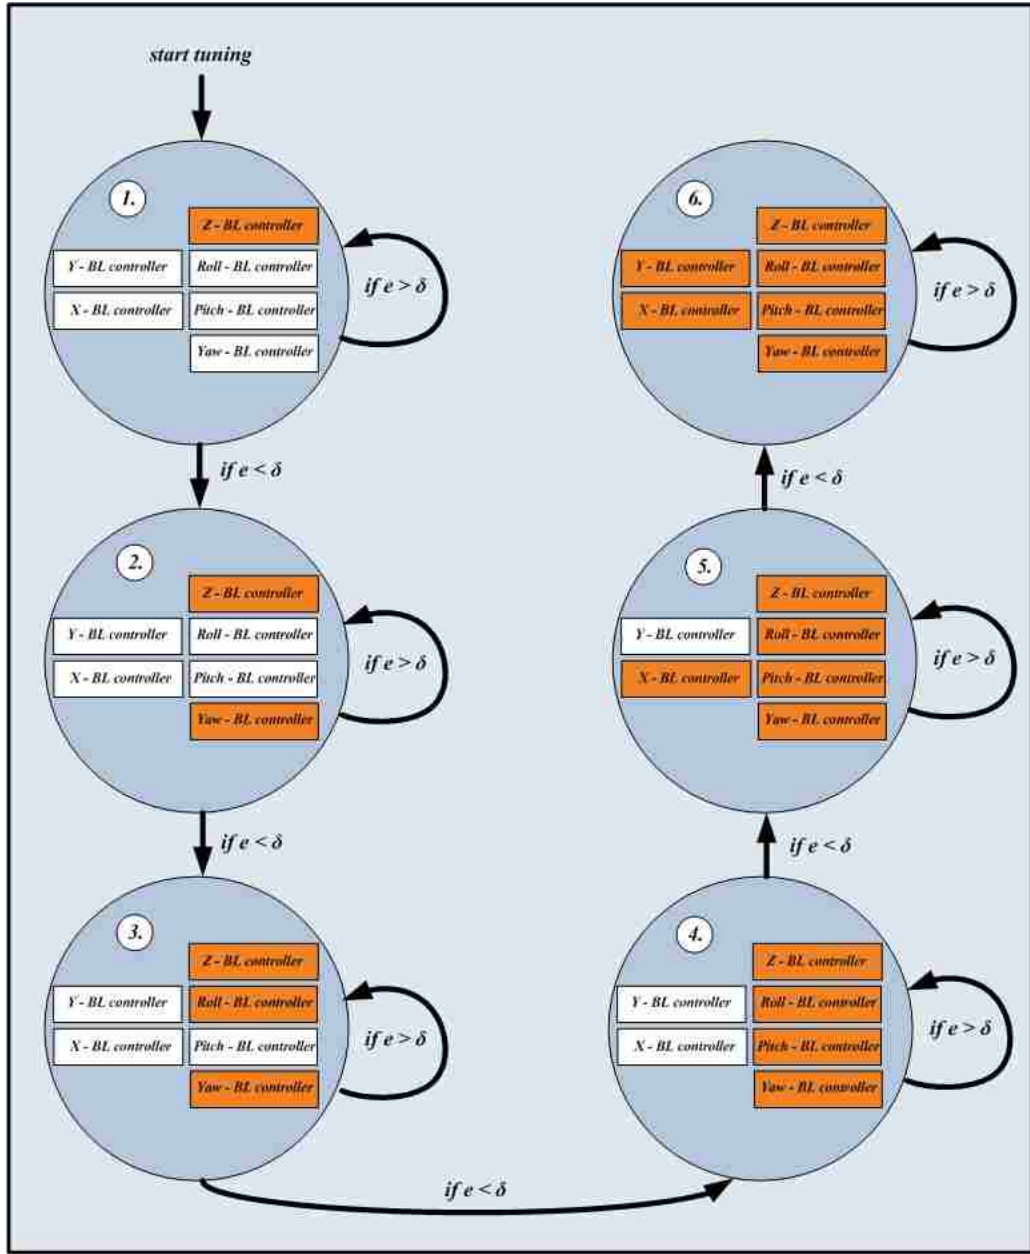 start tuning
1.
Z - BL controller
Y - BL controller Roll - BL controller
X - BL controller Pitch - BL controller
Yaw - BL controller
if e > δ
if e < δ
2.
Z - BL controller
Y - BL controller Roll - BL controller
X - BL controller Pitch - BL controller
Yaw - BL controller
if e > δ
if e < δ
3.
Z - BL controller
Y - BL controller Roll - BL controller
X - BL controller Pitch - BL controller
Yaw - BL controller
if e > δ
if e < δ
4.
Z - BL controller
Y - BL controller Roll - BL controller
X - BL controller Pitch - BL controller
Yaw - BL controller
if e > δ
if e < δ
5.
Z - BL controller
Y - BL controller Roll - BL controller
X - BL controller Pitch - BL controller
Yaw - BL controller
if e > δ
if e < δ
6.
Z - BL controller
Y - BL controller Roll - BL controller
X - BL controller Pitch - BL controller
Yaw - BL controller
if e > δ